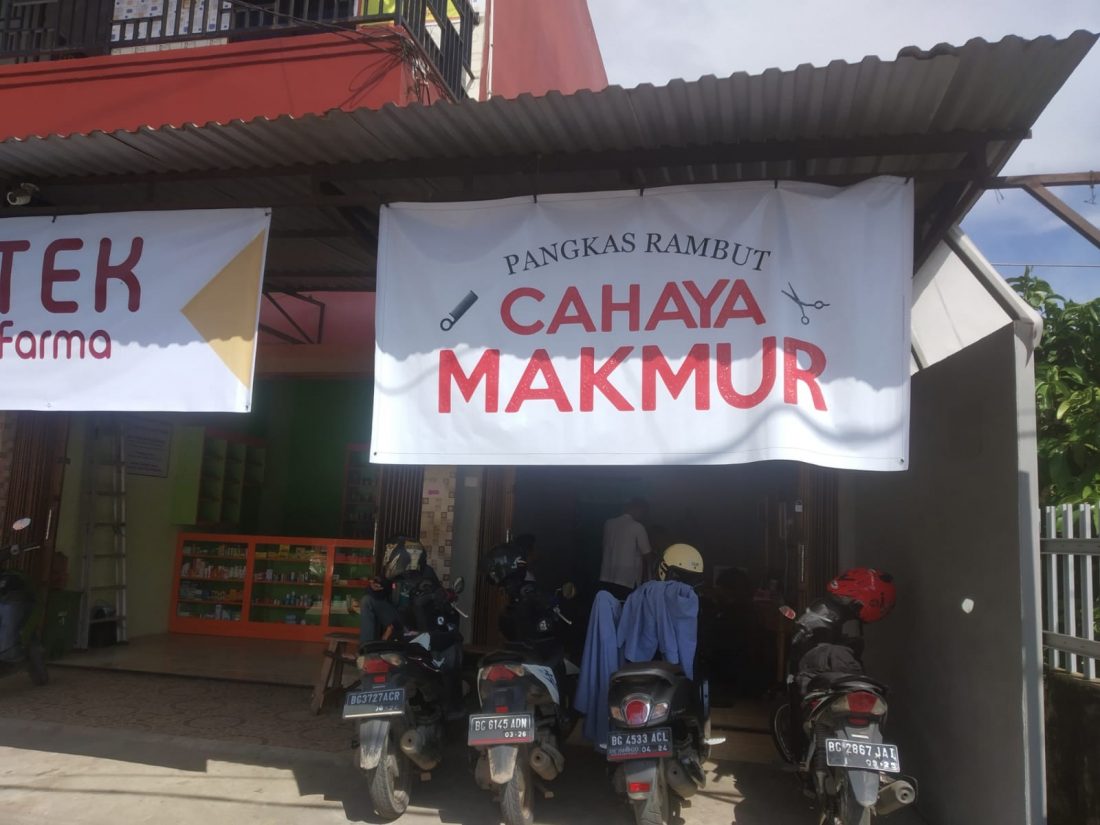 TEK
Farma
PANGKAS RAMBUT
CAHAYA
MAKMUR
BG 3727 ACR
BG 6145 ADN
03·26
BG 4533 ACL
04·24
BG 2867 JAI